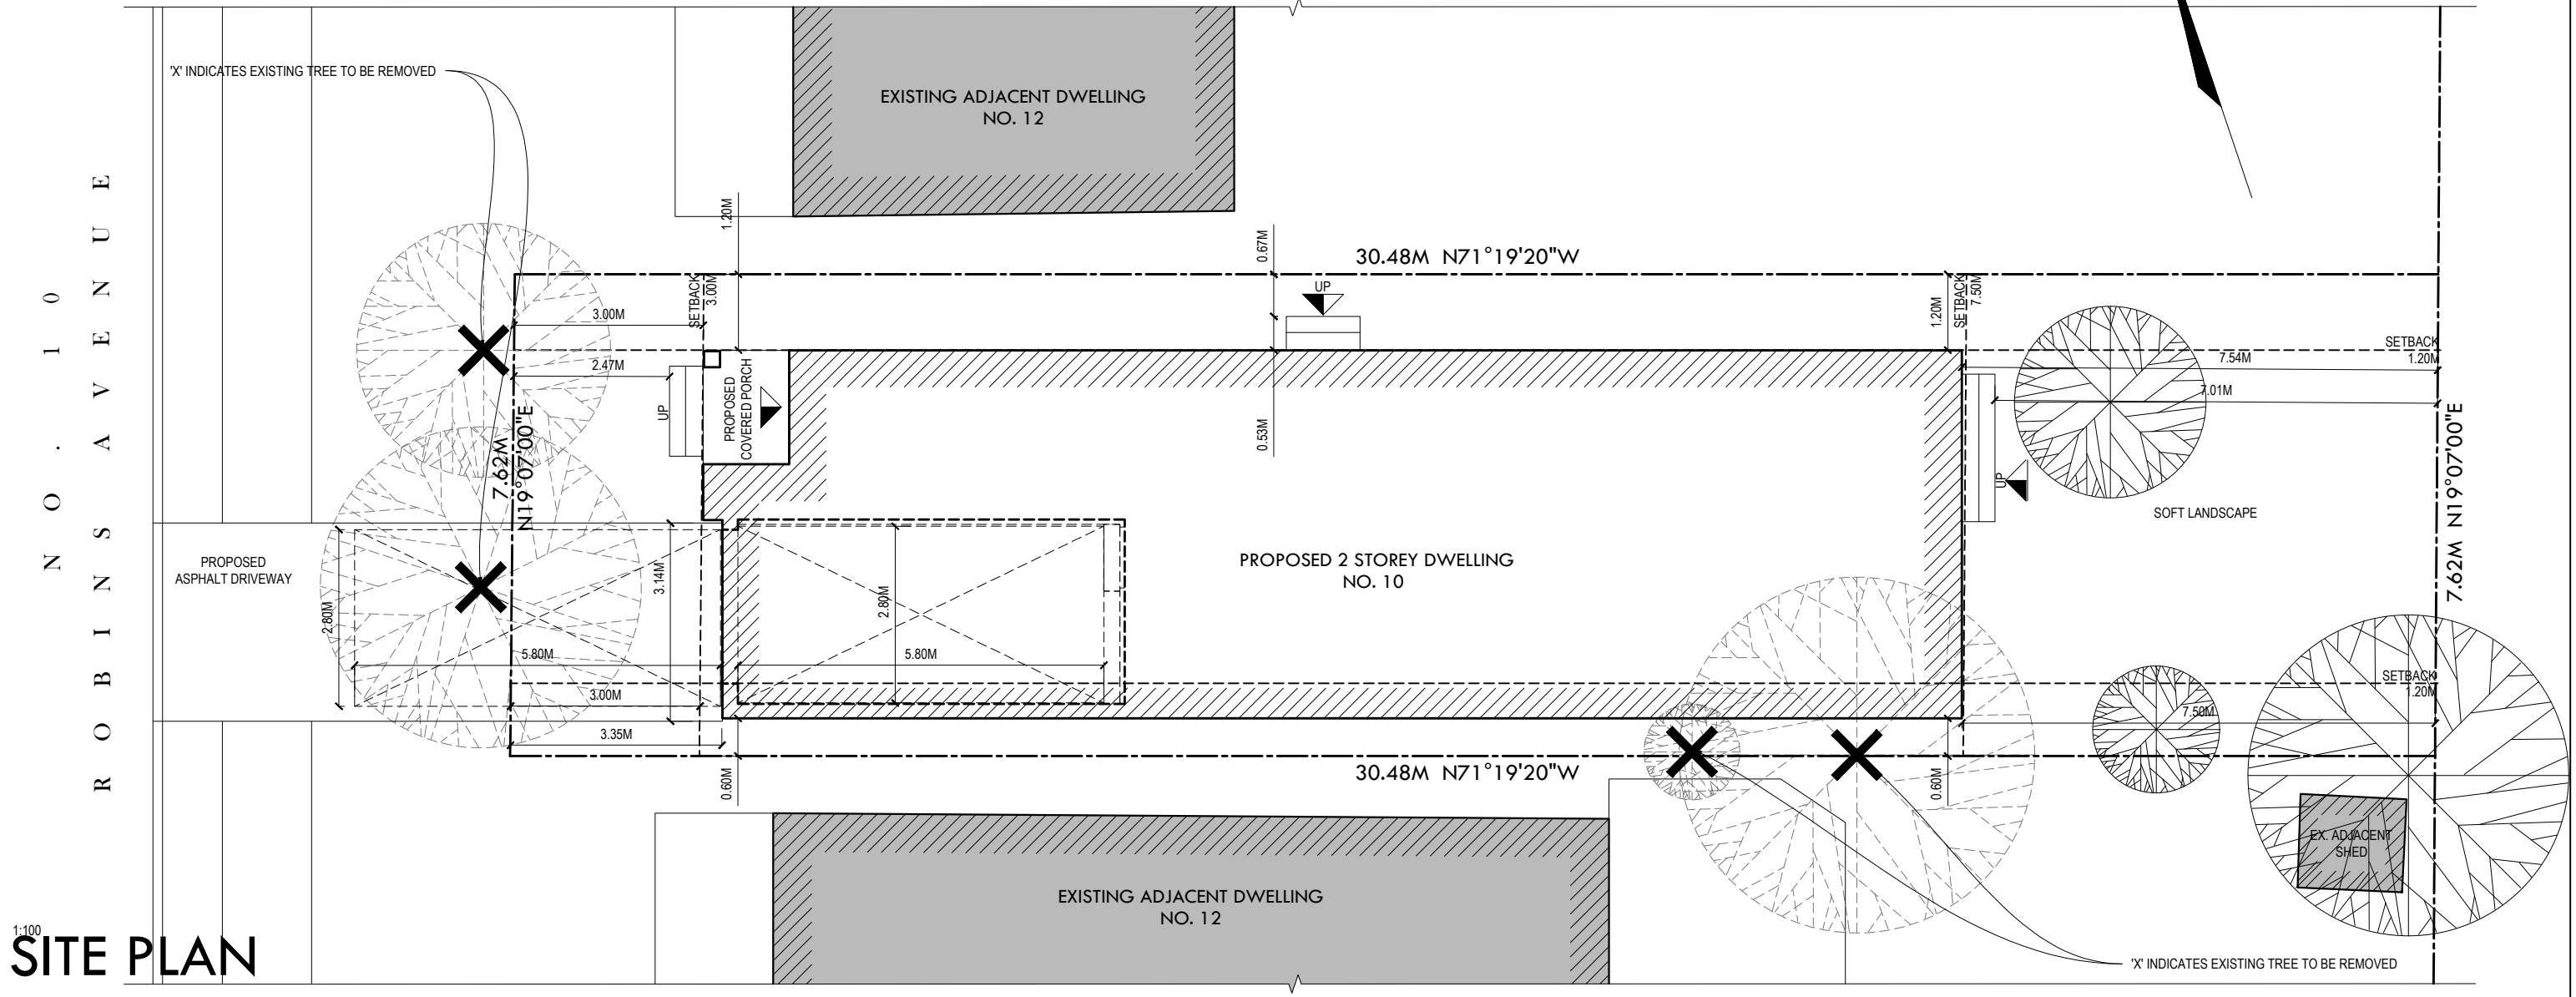 'X' INDICATES EXISTING TREE TO BE REMOVED
EXISTING ADJACENT DWELLING
NO. 12
NO. 10
ROBINS AVENUE
1.20M
0.67M
30.48M N71°19'20"W
SETBACK
3.00M
3.00M
UP
1.20M
SETBACK
7.50M
SETBACK
1.20M
7.54M
7.01M
2.47M
UP
PROPOSED
COVERED PORCH
0.53M
7.62M
N19°07'00"E
UP
SOFT LANDSCAPE
7.62M N19°07'00"E
PROPOSED
ASPHALT DRIVEWAY
2.80M
3.14M
2.80M
PROPOSED 2 STOREY DWELLING
NO. 10
5.80M
5.80M
3.00M
3.35M
SETBACK
1.20M
7.50M
0.60M
30.48M N71°19'20"W
0.60M
EX. ADJACENT
SHED
EXISTING ADJACENT DWELLING
NO. 12
1:100
SITE PLAN
'X' INDICATES EXISTING TREE TO BE REMOVED